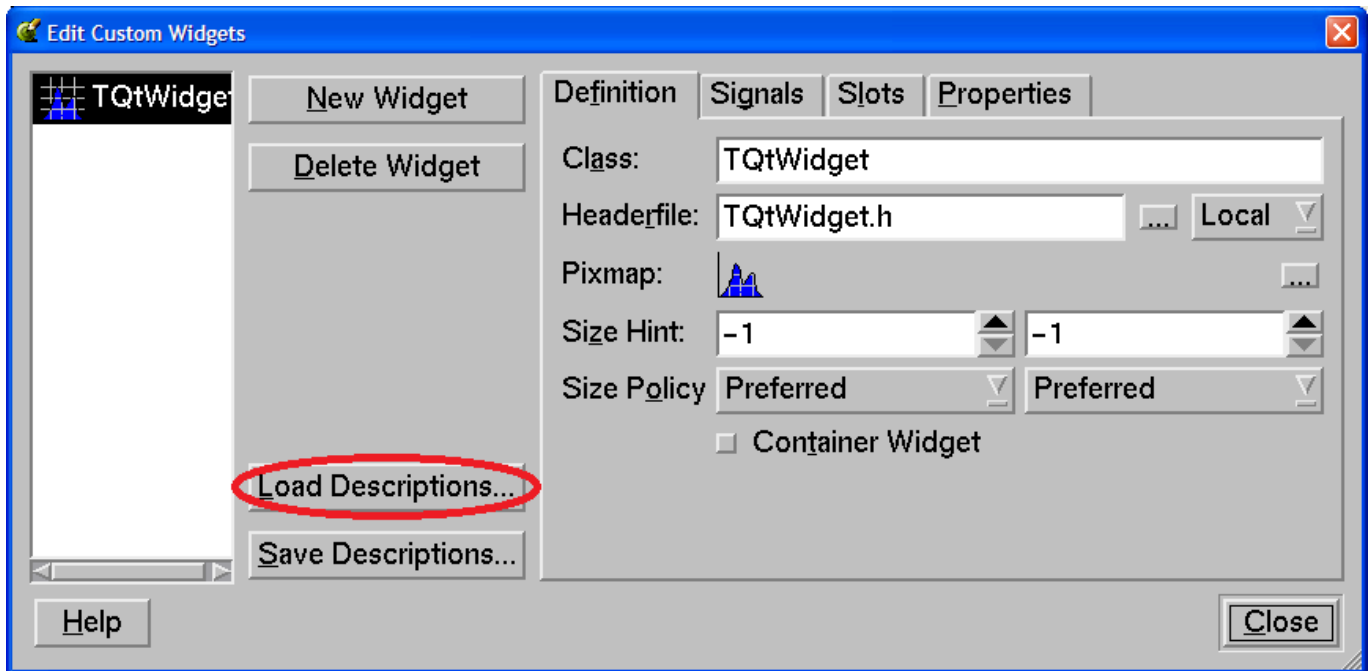 Edit Custom Widgets
TQtWidget
New Widget
Delete Widget
Load Descriptions...
Save Descriptions...
Definition Signals Slots Properties
Class: TQtWidget
Headerfile: TQtWidget.h ... Local
Pixmap: ...
Size Hint: -1 -1
Size Policy Preferred Preferred
Container Widget
Help Close